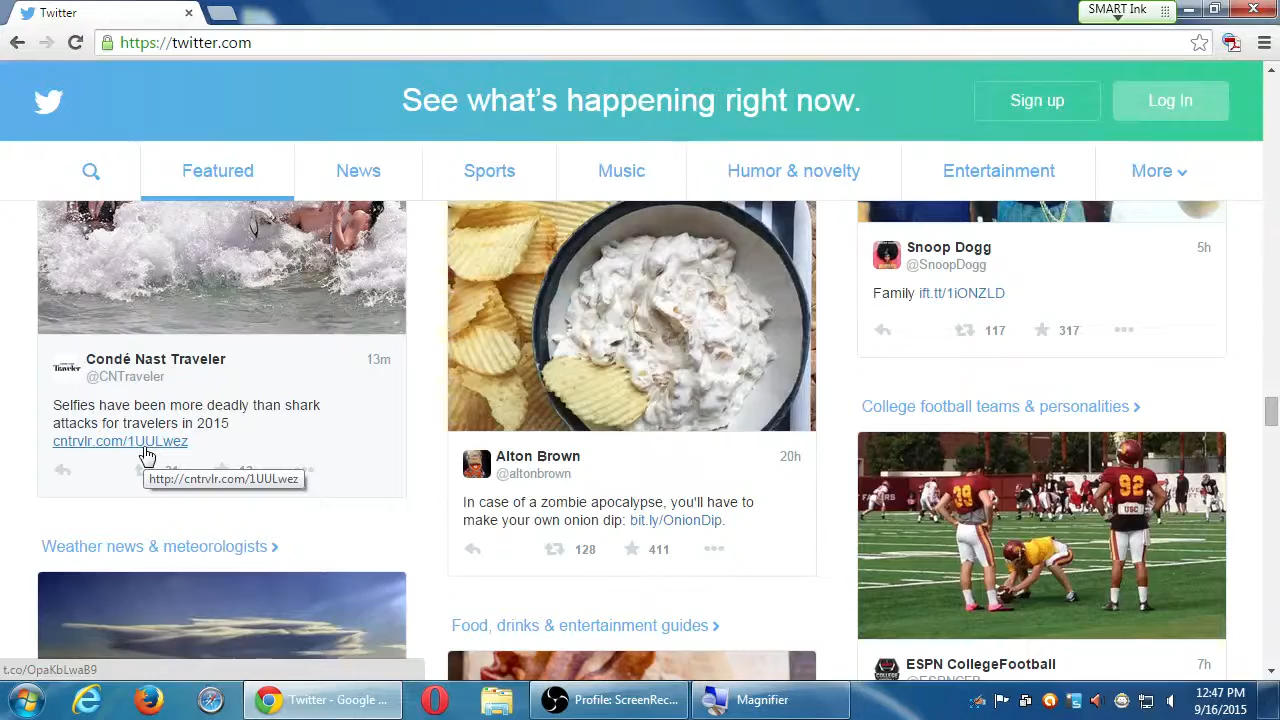 Twitter
SMART Ink
https://twitter.com
See what's happening right now.
Sign up
Log In
Featured
News
Sports
Music
Humor & novelty
Entertainment
More
Condé Nast Traveler
13m
@CNTraveler
Selfies have been more deadly than shark
attacks for travelers in 2015
cntrvlr.com/1UULwez
http://cntrvlr.com/1UULwez
Weather news & meteorologists
Alton Brown
20h
@altonbrown
In case of a zombie apocalypse, you'll have to
make your own onion dip: bit.ly/OnionDip.
128
411
Food, drinks & entertainment guides
Snoop Dogg
5h
@SnoopDogg
Family ift.tt/1iONZLD
117
317
College football teams & personalities
39
92
USC
ESPN CollegeFootball
7h
t.co/OpaKbLwaB9
Twitter - Google ...
Profile: ScreenRec...
Magnifier
12:47 PM
9/16/2015